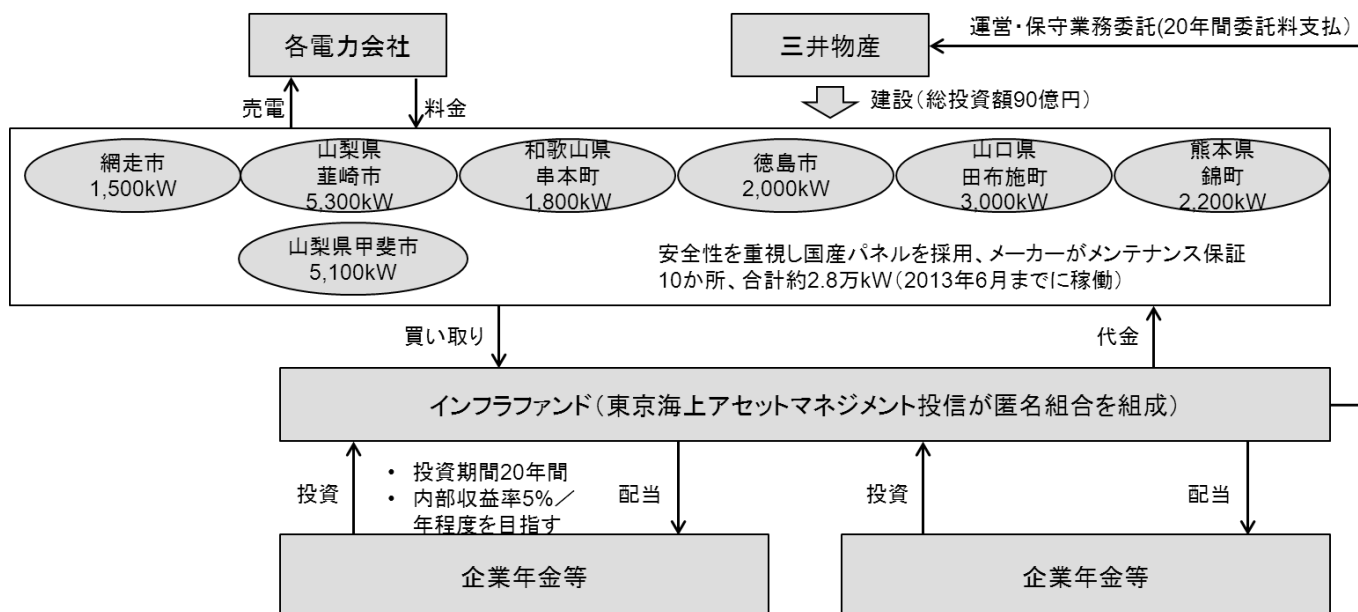 各電力会社
三井物産
運営・保守業務委託(20年間委託料支払)
売電
料金
建設(総投資額90億円)
網走市
1,500kW
山梨県
韮崎市
5,300kW
和歌山県
串本町
1,800kW
徳島市
2,000kW
山口県
田布施町
3,000kW
熊本県
錦町
2,200kW
山梨県甲斐市
5,100kW
安全性を重視し国産パネルを採用、メーカーがメンテナンス保証
10か所、合計約2.8万kW(2013年6月までに稼働)
買い取り
代金
インフラファンド(東京海上アセットマネジメント投信が匿名組合を組成)
投資
• 投資期間20年間
• 内部収益率5%/
年程度を目指す
配当
投資
配当
企業年金等
企業年金等